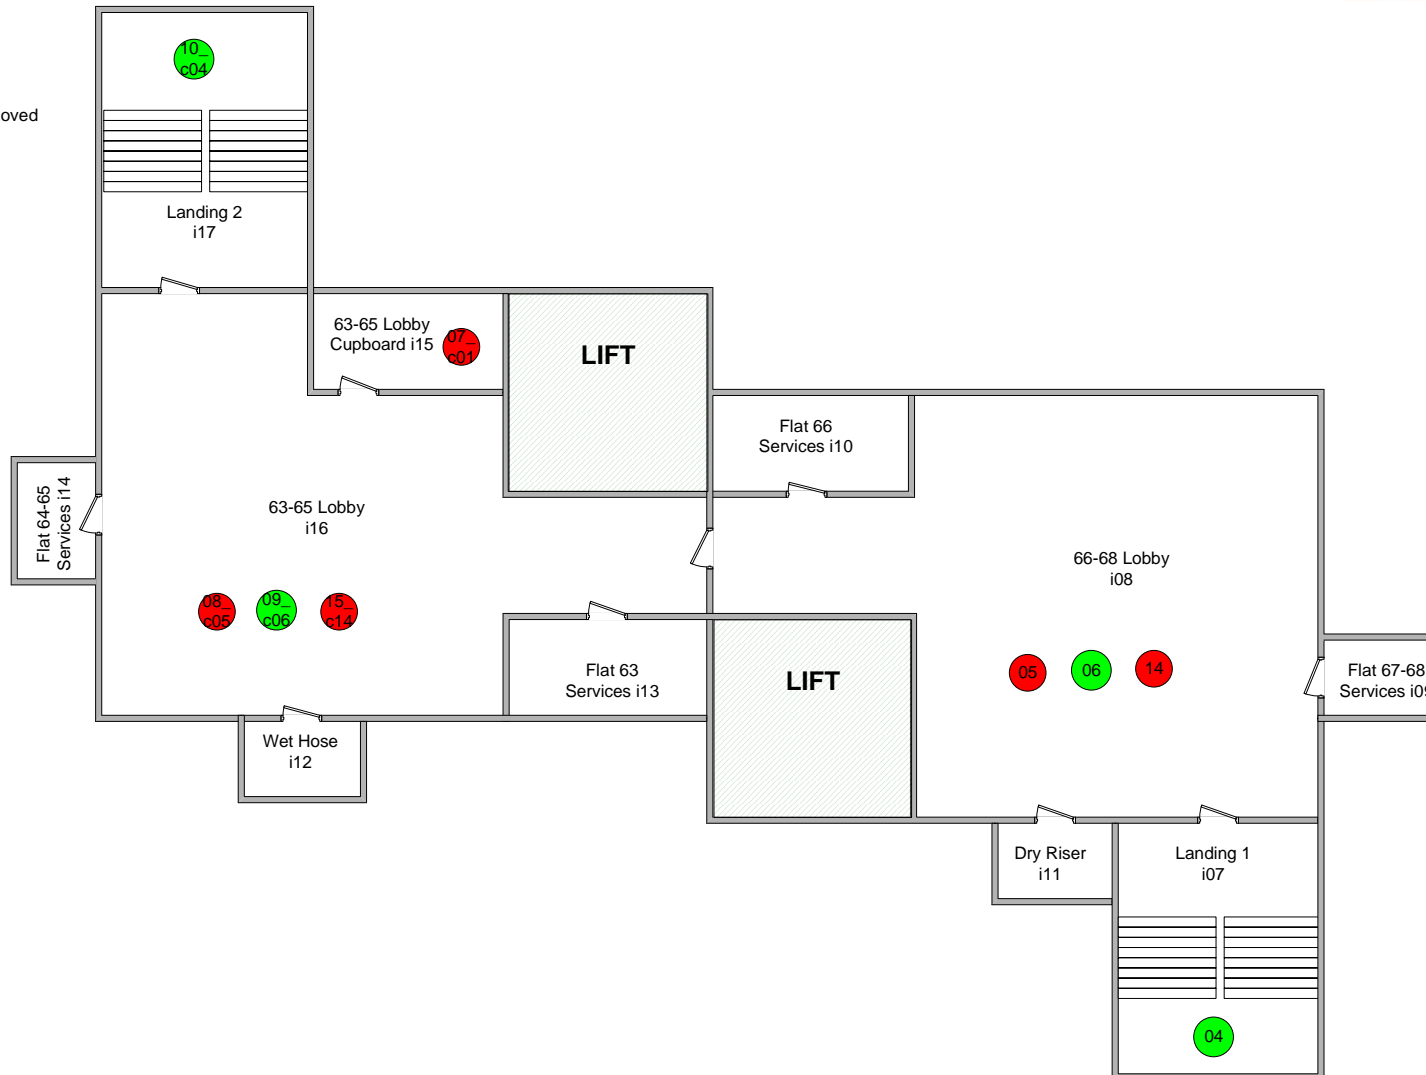 10_
c04
oved
Landing 2
i17
63-65 Lobby
Cupboard i15
07_
c01
LIFT
Flat 66
Services i10
Flat 64-65
Services i14
63-65 Lobby
i16
66-68 Lobby
i08
08_
c05
09_
c06
15_
c14
Flat 63
Services i13
LIFT
05
06
14
Flat 67-68
Services i09
Wet Hose
i12
Dry Riser
i11
Landing 1
i07
04